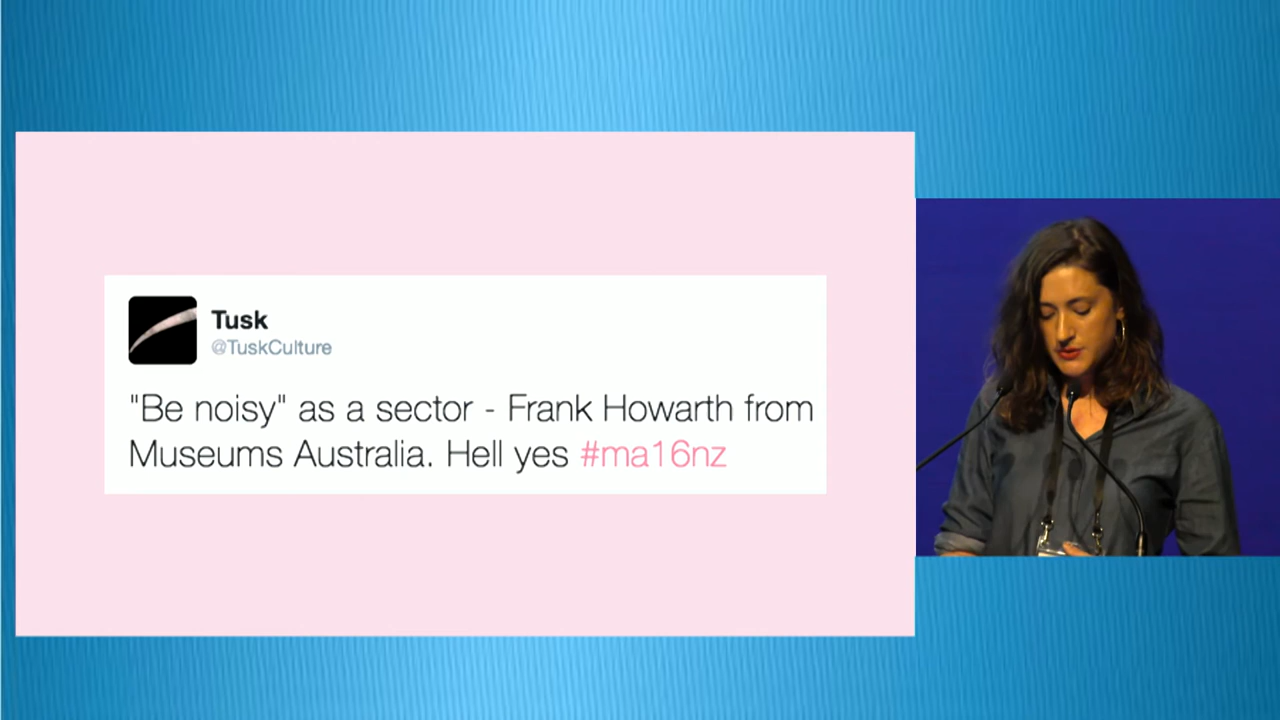 Tusk
@TuskCulture
"Be noisy" as a sector - Frank Howarth from
Museums Australia. Hell yes #ma16nz